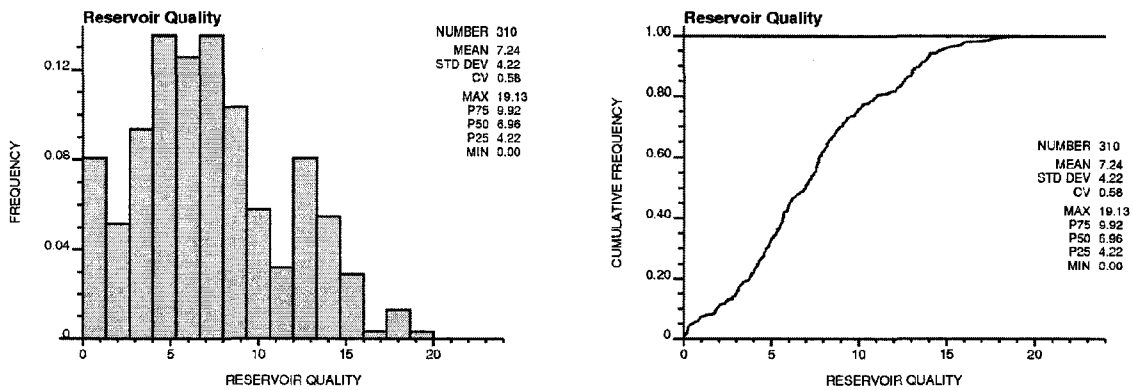 Reservoir Quality
NUMBER 310
MEAN 7.24
STD DEV 4.22
CV 0.58
MAX 19.13
P75 9.92
P50 6.96
P25 4.22
MIN 0.00
FREQUENCY
0.12
0.08
0.04
0
0 5 10 15 20
RESERVOIR QUALITY
Reservoir Quality
NUMBER 310
MEAN 7.24
STD DEV 4.22
CV 0.58
MAX 19.13
P75 9.92
P50 6.96
P25 4.22
MIN 0.00
CUMULATIVE FREQUENCY
1.00
0.80
0.60
0.40
0.20
0
0 5 10 15 20
RESERVOIR QUALITY